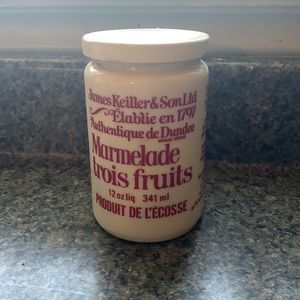 James Keiller & Son Ltd
Établie en 1797
Authentique de Dundee
Marmelade
trois fruits
12 oz liq 341 ml
PRODUIT DE L'ÉCOSSE